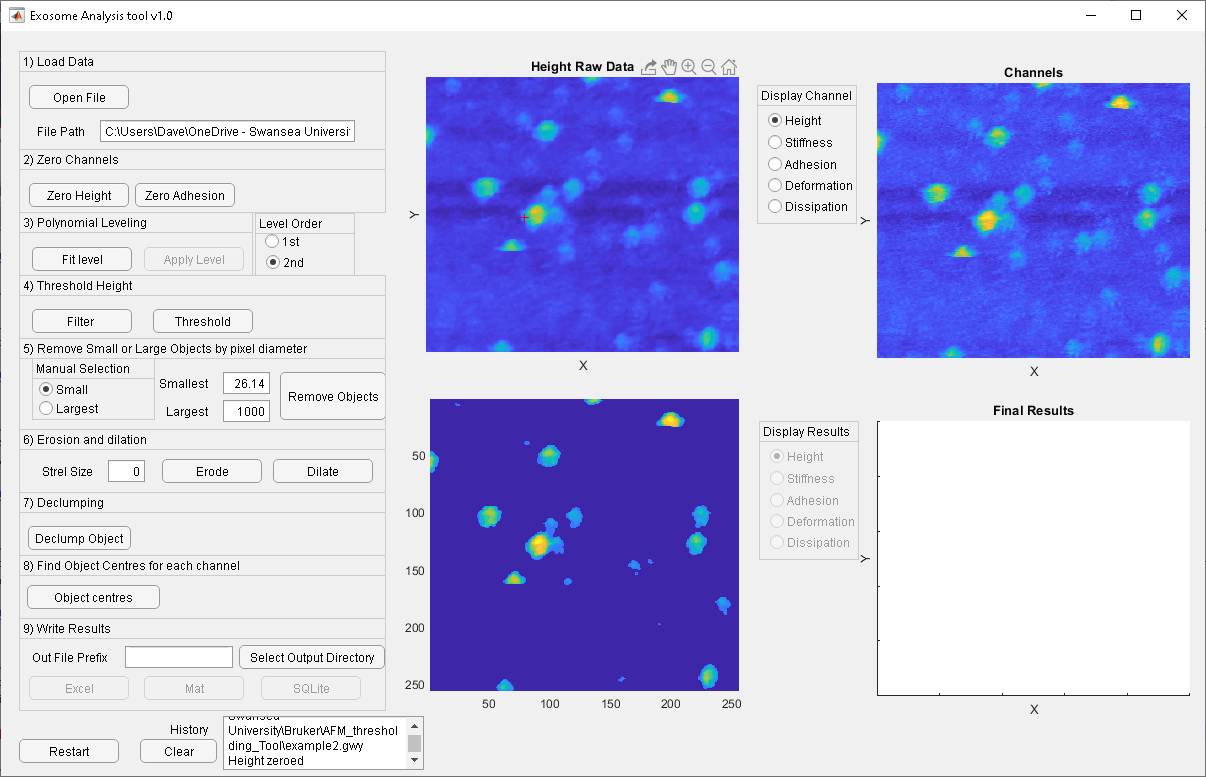 Exosome Analysis tool v1.0
1) Load Data
Open File
File Path C:\Users\Dave\OneDrive - Swansea Universi
2) Zero Channels
Zero Height Zero Adhesion
3) Polynomial Leveling
Level Order
1st
2nd
Fit level Apply Level
4) Threshold Height
Filter Threshold
5) Remove Small or Large Objects by pixel diameter
Manual Selection
Small
Largest
Smallest 26.14
Largest 1000
Remove Objects
6) Erosion and dilation
Strel Size 0 Erode Dilate
7) Declumping
Declump Object
8) Find Object Centres for each channel
Object centres
9) Write Results
Out File Prefix Select Output Directory
Excel Mat SQLite
Restart
History
Clear
Swansea
University\Bruker\AFM_thresho
lding_Tool\example2.gwy
Height zeroed
Height Raw Data
Y
X
Display Channel
Height
Stiffness
Adhesion
Deformation
Dissipation
Channels
Y
X
50
100
150
200
250
50 100 150 200 250
Display Results
Height
Stiffness
Adhesion
Deformation
Dissipation
Final Results
Y
X